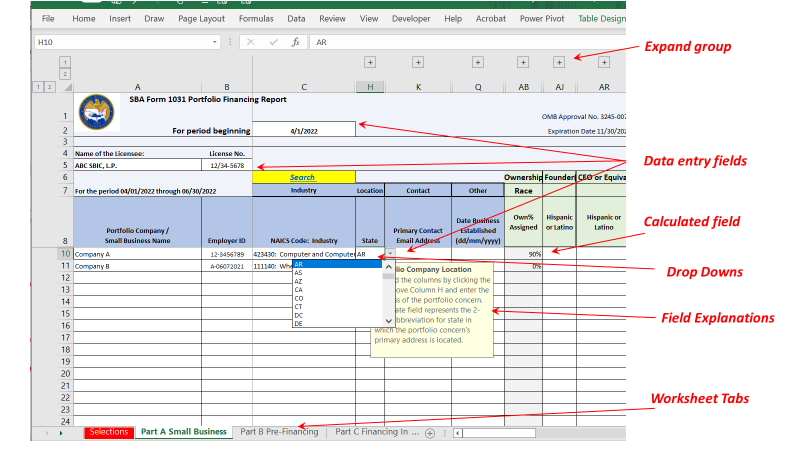 File Home Insert Draw Page Layout Formulas Data Review View Developer Help Acrobat Power Pivot Table Design
H10 fx AR
Expand group
1
2
1 2 A B C H K Q AB AJ AR
SBA Form 1031 Portfolio Financing Report
1 OMB Approval No. 3245-007
2 For period beginning 4/1/2022 Expiration Date 11/30/202
3
4 Name of the Licensee: License No.
Data entry fields
5 ABC SBIC, L.P. 12/34-5678
6 Search Ownership Founders CEO or Equiva
7 For the period 04/01/2022 through 06/30/2022 Industry Location Contact Other Race
Calculated field
Portfolio Company /
Small Business Name
Employer ID
NAICS Code: Industry
State
Primary Contact
Email Address
Date Business
Established
(dd/mm/yyyy)
Own%
Assigned
Hispanic
or Latino
Hispanic or
Latino
8
10 Company A 12-3456789 423430: Computer and Computer AR 90%
11 Company B A-06072021 111140: Whe 0%
Drop Downs
AR
AS
AZ
CA
CO
CT
DC
DE
olio Company Location
d the columns by clicking the
ove Column H and enter the
ss of the portfolio concern.
ate field represents the 2-
bbreviation for state in
which the portfolio concern's
primary address is located.
Field Explanations
12
13
14
15
16
17
18
19
20
21
22
23
24
Worksheet Tabs
Selections Part A Small Business Part B Pre-Financing Part C Financing In ...